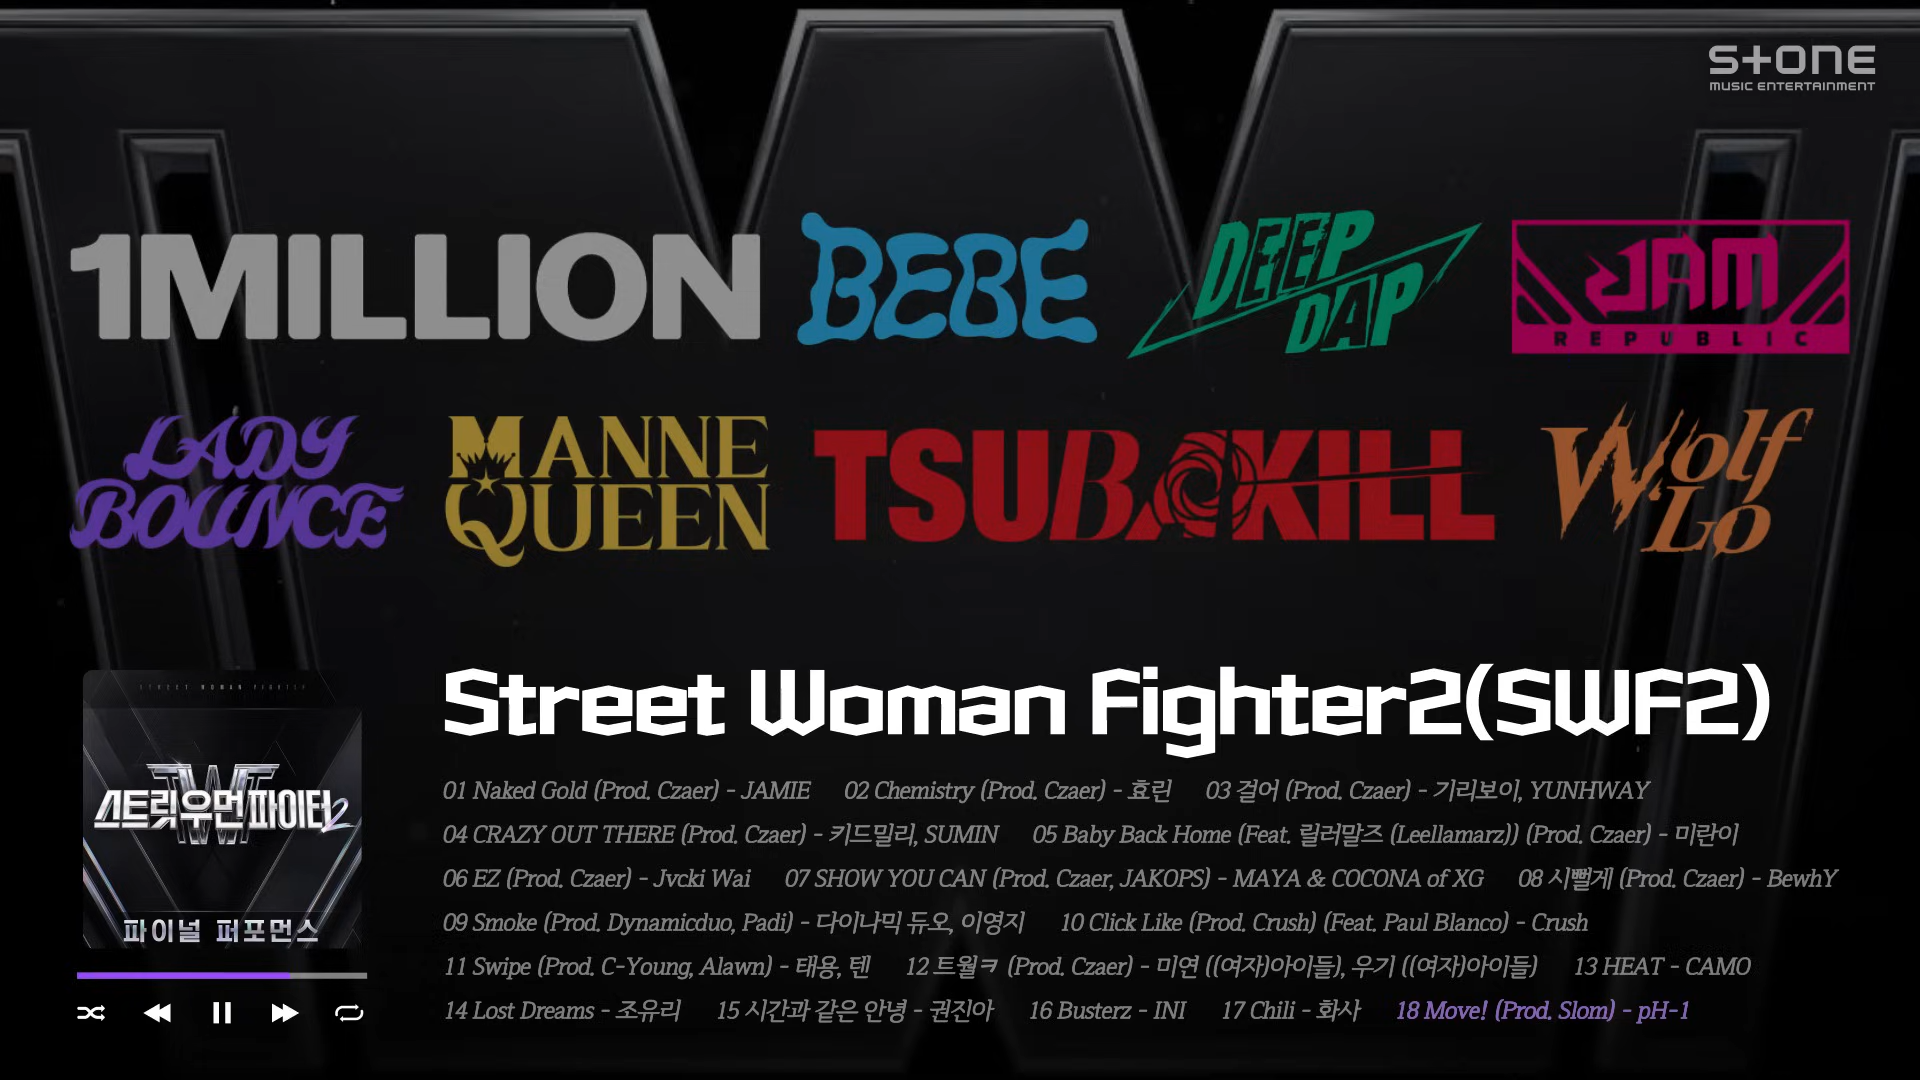 STONE
MUSIC ENTERTAINMENT
1MILLION BEBE DEEP DAP JAM REPUBLIC
LADY BOUNCE MANNE QUEEN TSUBAKILL Wolf Lo
Street Woman Fighter2(SWF2)
STREET WOMAN FIGHTER
스트릿 우먼 파이터2
파이널 퍼포먼스
01 Naked Gold (Prod. Czaer) - JAMIE 02 Chemistry (Prod. Czaer) - 효린 03 걸어 (Prod. Czaer) - 기리보이, YUNHWAY
04 CRAZY OUT THERE (Prod. Czaer) - 키드밀리, SUMIN 05 Baby Back Home (Feat. 릴러말즈 (Leellamarz)) (Prod. Czaer) - 미란이
06 EZ (Prod. Czaer) - Jvcki Wai 07 SHOW YOU CAN (Prod. Czaer, JAKOPS) - MAYA & COCONA of XG 08 시뻘게 (Prod. Czaer) - BewhY
09 Smoke (Prod. Dynamicduo, Padi) - 다이나믹 듀오, 이영지 10 Click Like (Prod. Crush) (Feat. Paul Blanco) - Crush
11 Swipe (Prod. C-Young, Alawn) - 태용, 텐 12 트월ㅋ (Prod. Czaer) - 미연 ((여자)아이들), 우기 ((여자)아이들) 13 HEAT - CAMO
14 Lost Dreams - 조유리 15 시간과 같은 안녕 - 권진아 16 Busterz - INI 17 Chili - 화사 18 Move! (Prod. Slom) - pH-1